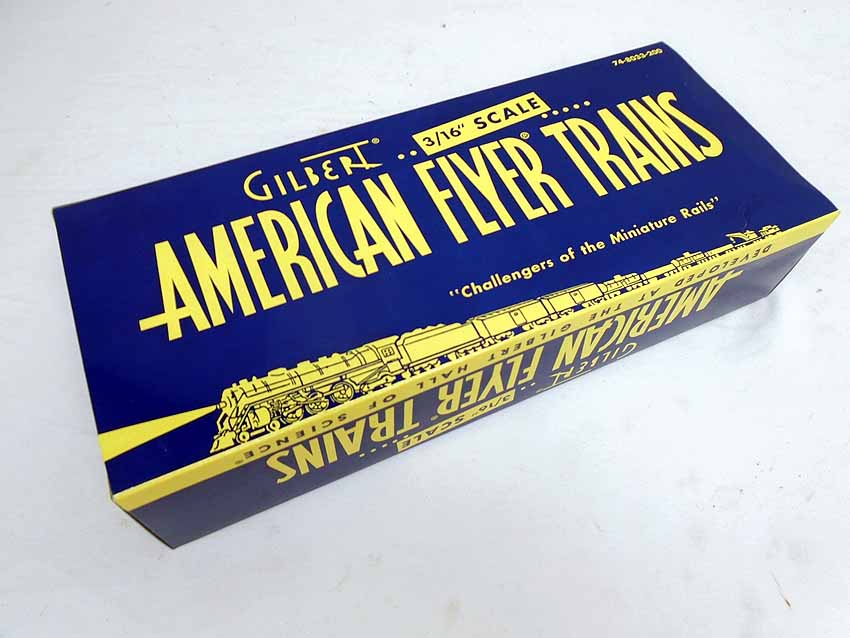 74-8033-200
3/16" SCALE
GILBERT®
AMERICAN FLYER® TRAINS
"Challengers of the Miniature Rails"
DEVELOPED AT THE GILBERT HALL OF SCIENCE®
GILBERT
3/16" SCALE
AMERICAN FLYER TRAINS